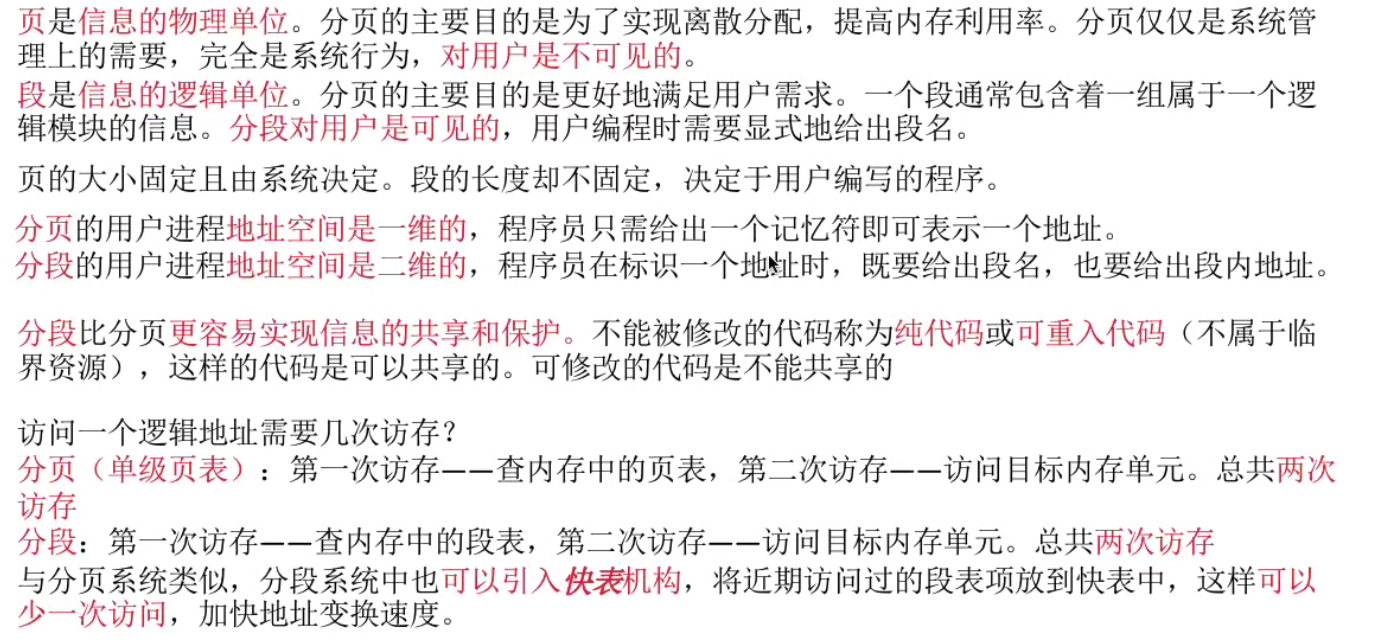 页是信息的物理单位。分页的主要目的是为了实现离散分配，提高内存利用率。分页仅仅是系统管
理上的需要，完全是系统行为，对用户是不可见的。
段是信息的逻辑单位。分页的主要目的是更好地满足用户需求。一个段通常包含着一组属于一个逻
辑模块的信息。分段对用户是可见的，用户编程时需要显式地给出段名。
页的大小固定且由系统决定。段的长度却不固定，决定于用户编写的程序。
分页的用户进程地址空间是一维的，程序员只需给出一个记忆符即可表示一个地址。
分段的用户进程地址空间是二维的，程序员在标识一个地址时，既要给出段名，也要给出段内地址。
分段比分页更容易实现信息的共享和保护。不能被修改的代码称为纯代码或可重入代码（不属于临
界资源），这样的代码是可以共享的。可修改的代码是不能共享的
访问一个逻辑地址需要几次访存？
分页（单级页表）：第一次访存——查内存中的页表，第二次访存——访问目标内存单元。总共两次
访存
分段：第一次访存——查内存中的段表，第二次访存——访问目标内存单元。总共两次访存
与分页系统类似，分段系统中也可以引入快表机构，将近期访问过的段表项放到快表中，这样可以
少一次访问，加快地址变换速度。